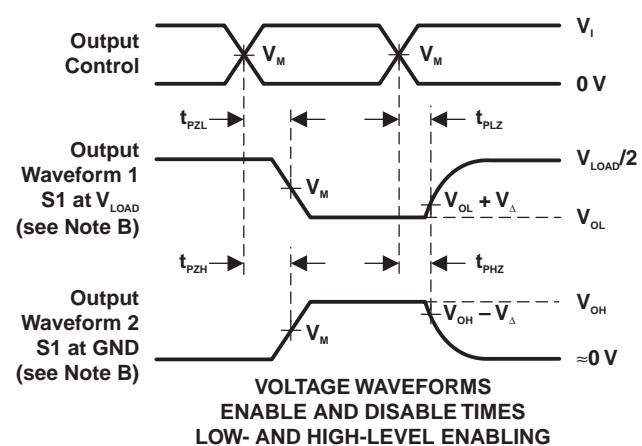 Output
Control
V_M
V_M
V_I
0 V
t_PZL
t_PLZ
Output
Waveform 1
S1 at V_LOAD
(see Note B)
V_M
V_OL + V_Δ
V_LOAD/2
V_OL
t_PZH
t_PHZ
Output
Waveform 2
S1 at GND
(see Note B)
V_M
V_OH – V_Δ
V_OH
≈0 V
VOLTAGE WAVEFORMS
ENABLE AND DISABLE TIMES
LOW- AND HIGH-LEVEL ENABLING